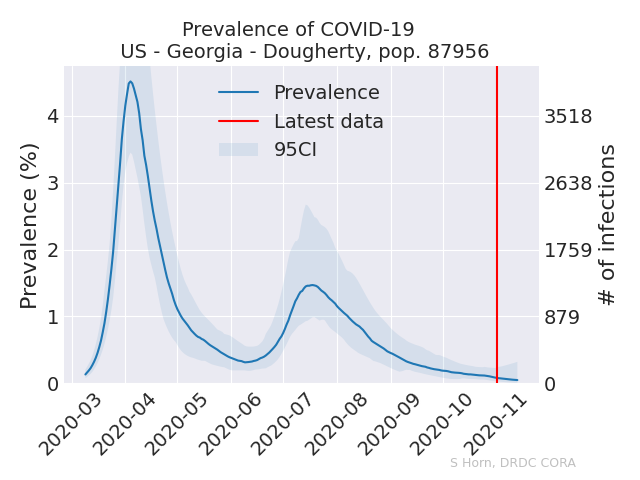 Prevalence of COVID-19
US - Georgia - Dougherty, pop. 87956
Prevalence
Latest data
95CI
Prevalence (%)
4
3
2
1
0
3518
2638
1759
879
0
# of infections
2020-03
2020-04
2020-05
2020-06
2020-07
2020-08
2020-09
2020-10
2020-11
S Horn, DRDC CORA